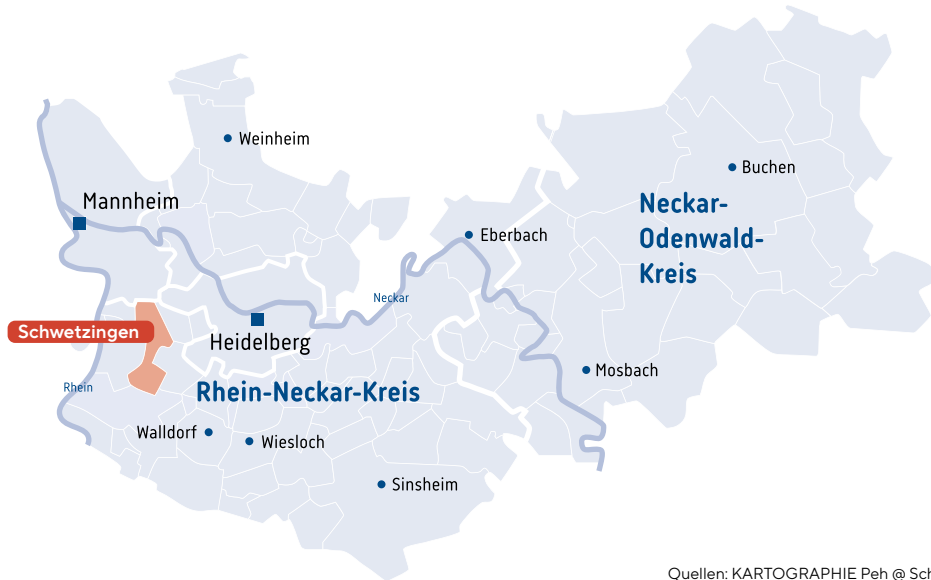 Weinheim
Buchen
Mannheim
Neckar-
Odenwald-
Kreis
Eberbach
Neckar
Schwetzingen
Heidelberg
Mosbach
Rhein
Rhein-Neckar-Kreis
Walldorf
Wiesloch
Sinsheim
Quellen: KARTOGRAPHIE Peh @ Sch